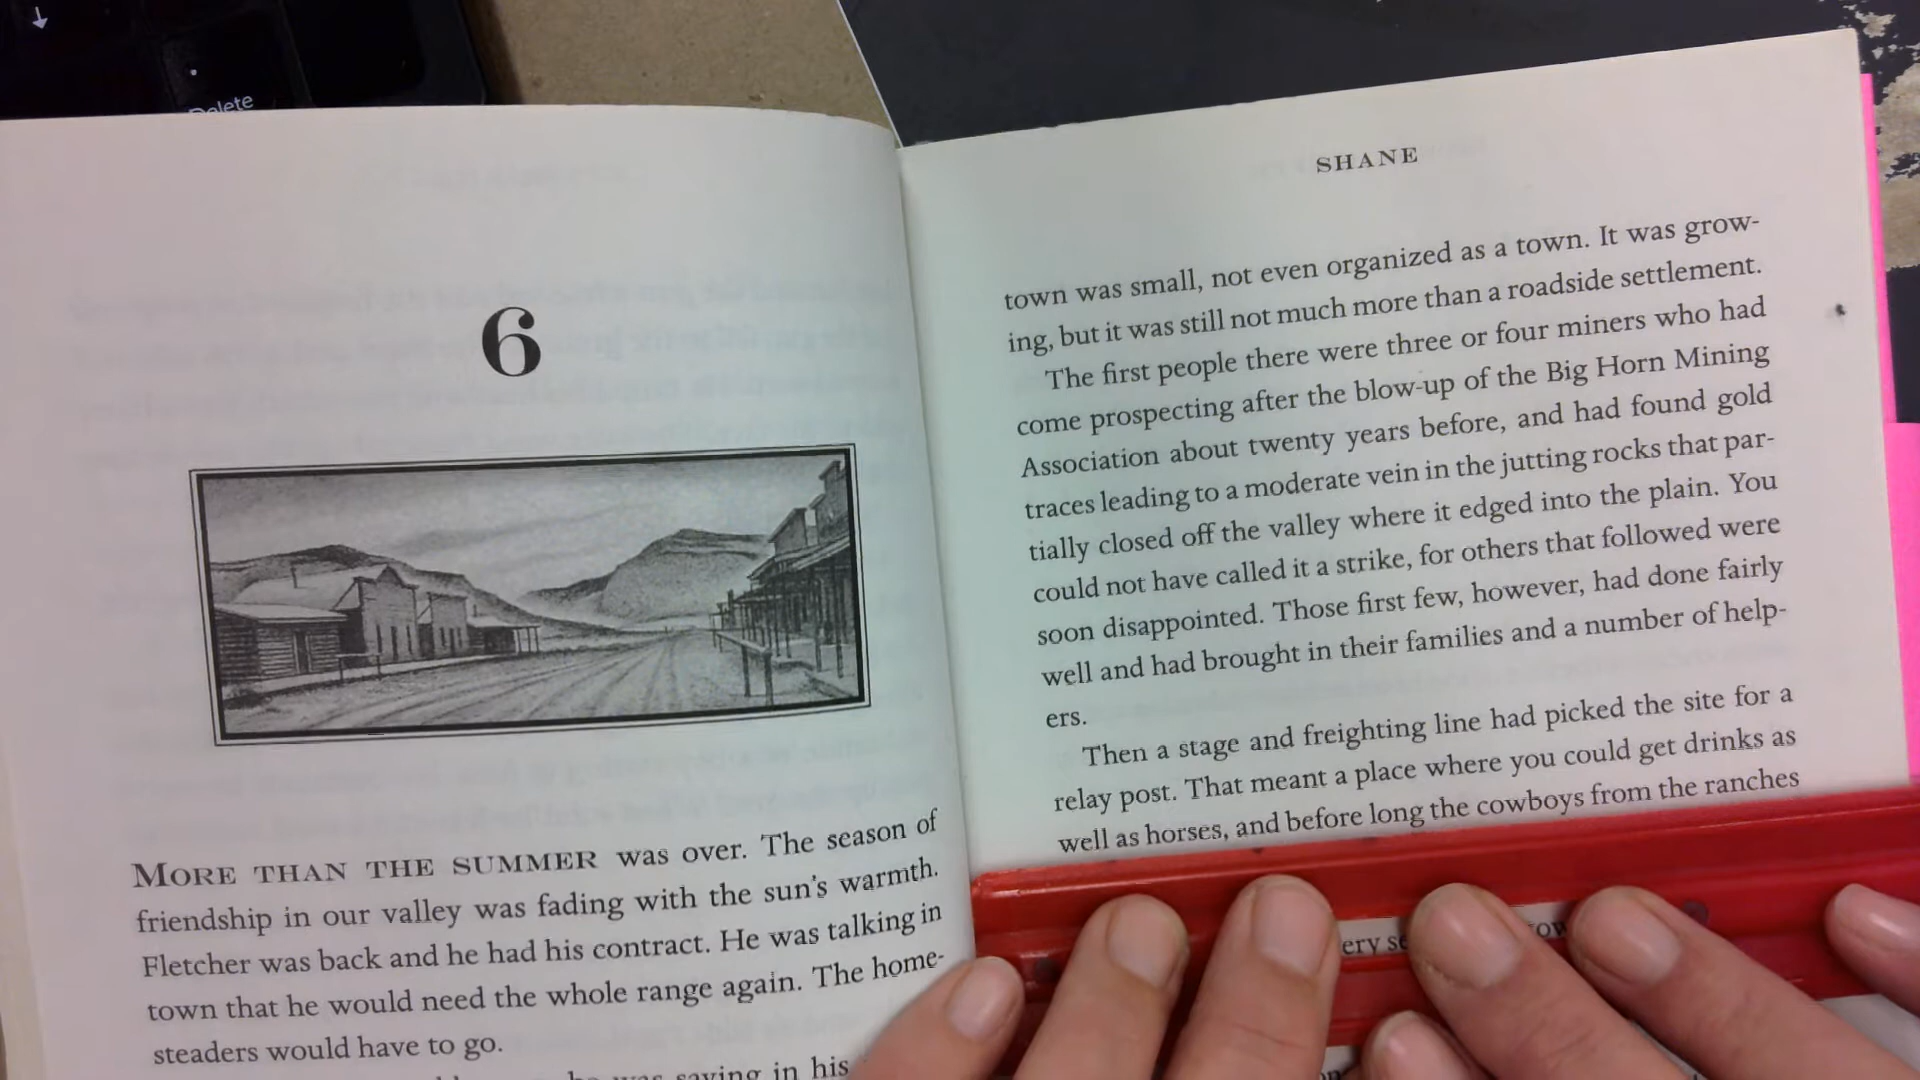 Delete
6
MORE THAN THE SUMMER was over. The season of
friendship in our valley was fading with the sun's warmth.
Fletcher was back and he had his contract. He was talking in
town that he would need the whole range again. The home-
steaders would have to go.
saying in his
SHANE
town was small, not even organized as a town. It was grow-
ing, but it was still not much more than a roadside settlement.
The first people there were three or four miners who had
come prospecting after the blow-up of the Big Horn Mining
Association about twenty years before, and had found gold
traces leading to a moderate vein in the jutting rocks that par-
tially closed off the valley where it edged into the plain. You
could not have called it a strike, for others that followed were
soon disappointed. Those first few, however, had done fairly
well and had brought in their families and a number of help-
ers.
Then a stage and freighting line had picked the site for a
relay post. That meant a place where you could get drinks as
well as horses, and before long the cowboys from the ranches